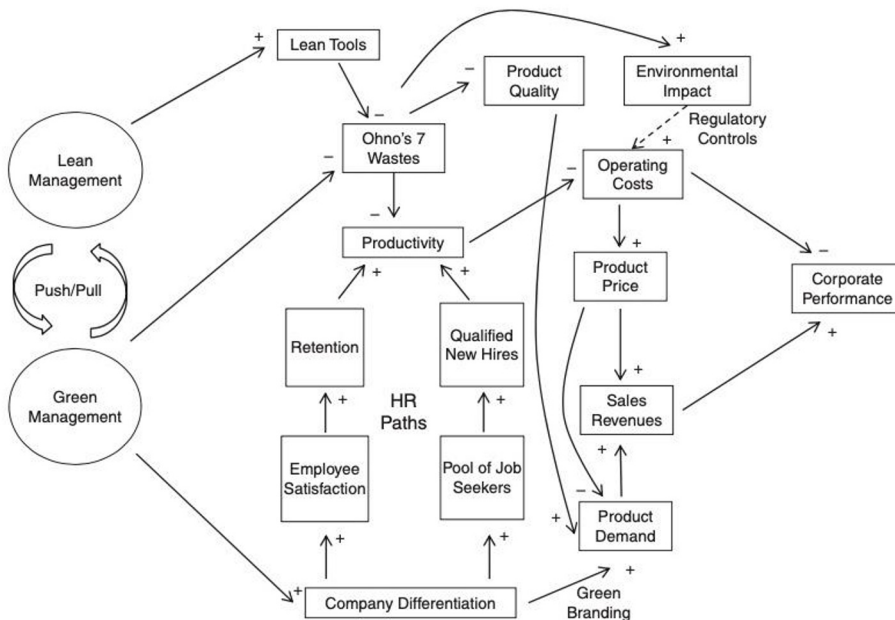 +
Lean Tools
+
Product
Quality
Environmental
Impact
–
–
Regulatory
Controls
Ohno's 7
Wastes
–
+
–
Operating
Costs
Lean
Management
–
Productivity
–
+
+
+
Product
Price
Corporate
Performance
Push/Pull
+
Retention
Qualified
New Hires
+
Green
Management
HR
Paths
+
+
Sales
Revenues
+
Employee
Satisfaction
Pool of Job
Seekers
–
+
Product
Demand
+
+
+
Company Differentiation
+
Green
Branding